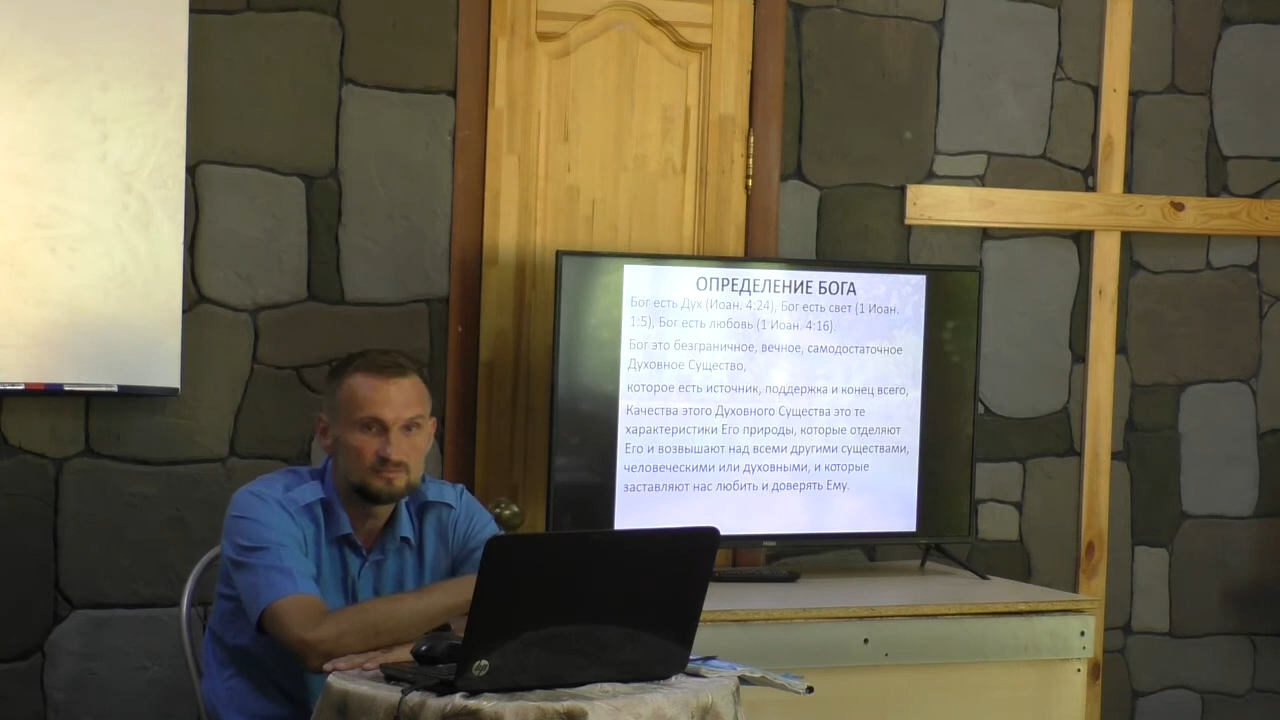 ОПРЕДЕЛЕНИЕ БОГА
Бог есть Дух (Иоан. 4:24), Бог есть свет (1 Иоан.
1:5), Бог есть любовь (1 Иоан. 4:16).
Бог это безграничное, вечное, самодостаточное
Духовное Существо,
которое есть источник, поддержка и конец всего,
Качества этого Духовного Существа это те
характеристики Его природы, которые отделяют
Его и возвышают над всеми другими существами,
человеческими или духовными, и которые
заставляют нас любить и доверять Ему.
Haier
hp